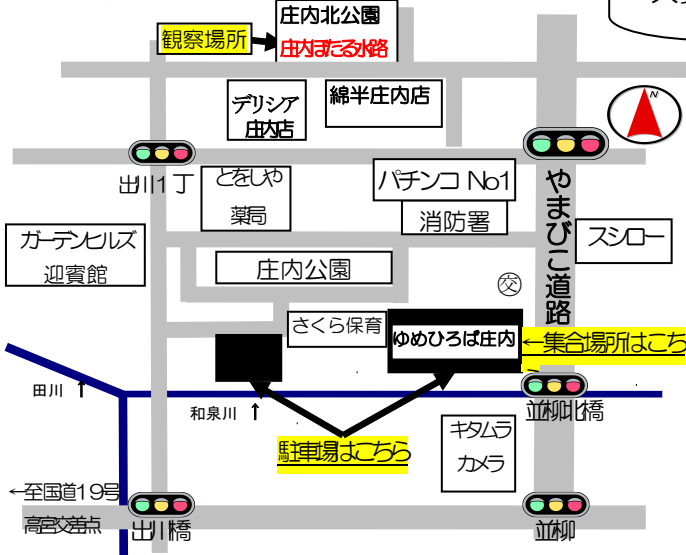 庄内北公園
庄内ほたる水路
観察場所
デリシア
庄内店
綿半庄内店
N
出川1丁
とをしや
薬局
パチンコ No1
消防署
やまびこ道路
スシロー
ガーデンヒルズ
迎賓館
庄内公園
交
さくら保育
ゆめひろば庄内
←集合場所はこち
田川 ↑
和泉川 ↑
並柳北橋
駐車場はこちら
キタムラ
カメラ
←至国道19号
高宮交差点
出川橋
並柳